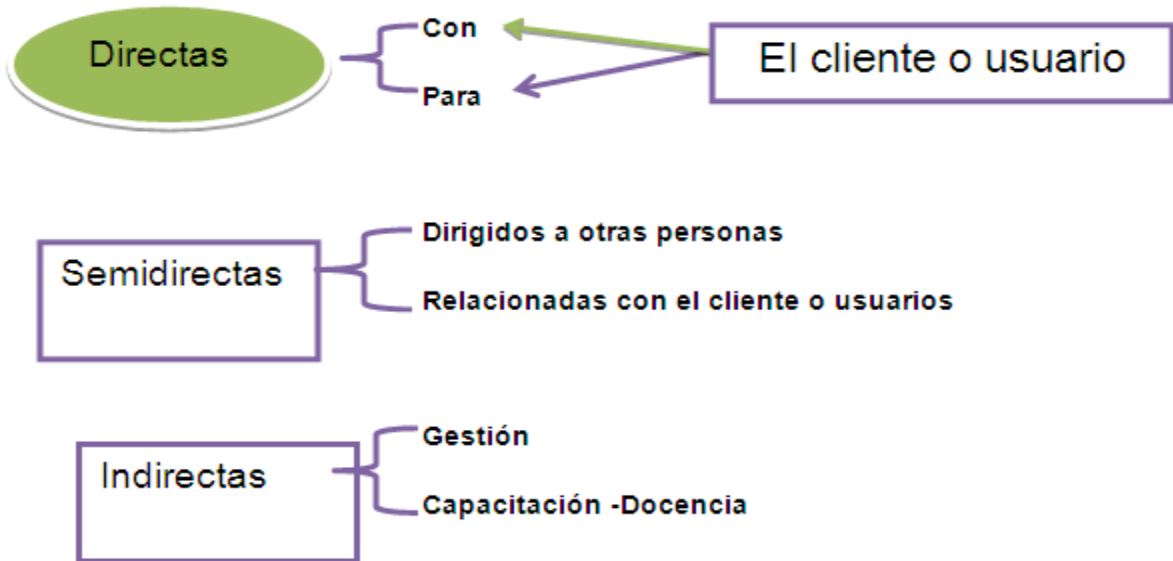 Directas
Con
Para
El cliente o usuario
Semidirectas
Dirigidos a otras personas
Relacionadas con el cliente o usuarios
Indirectas
Gestión
Capacitación -Docencia